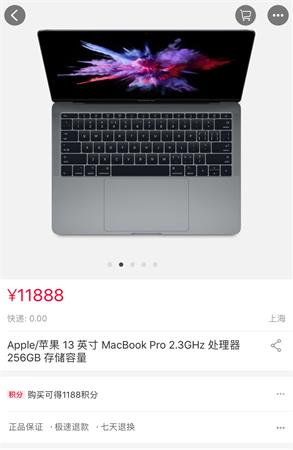 ¥11888
快递: 0.00 上海
Apple/苹果 13 英寸 MacBook Pro 2.3GHz 处理器
256GB 存储容量
积分 购买可得1188积分
正品保证 · 极速退款 · 七天退换